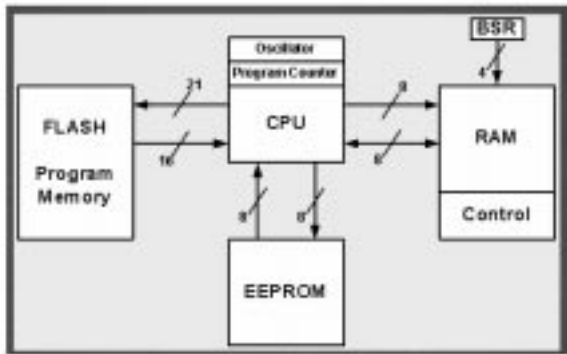 BSR
Oscillator
Program Counter
CPU
21
16
8
8
4
FLASH
Program
Memory
RAM
Control
8
8
EEPROM